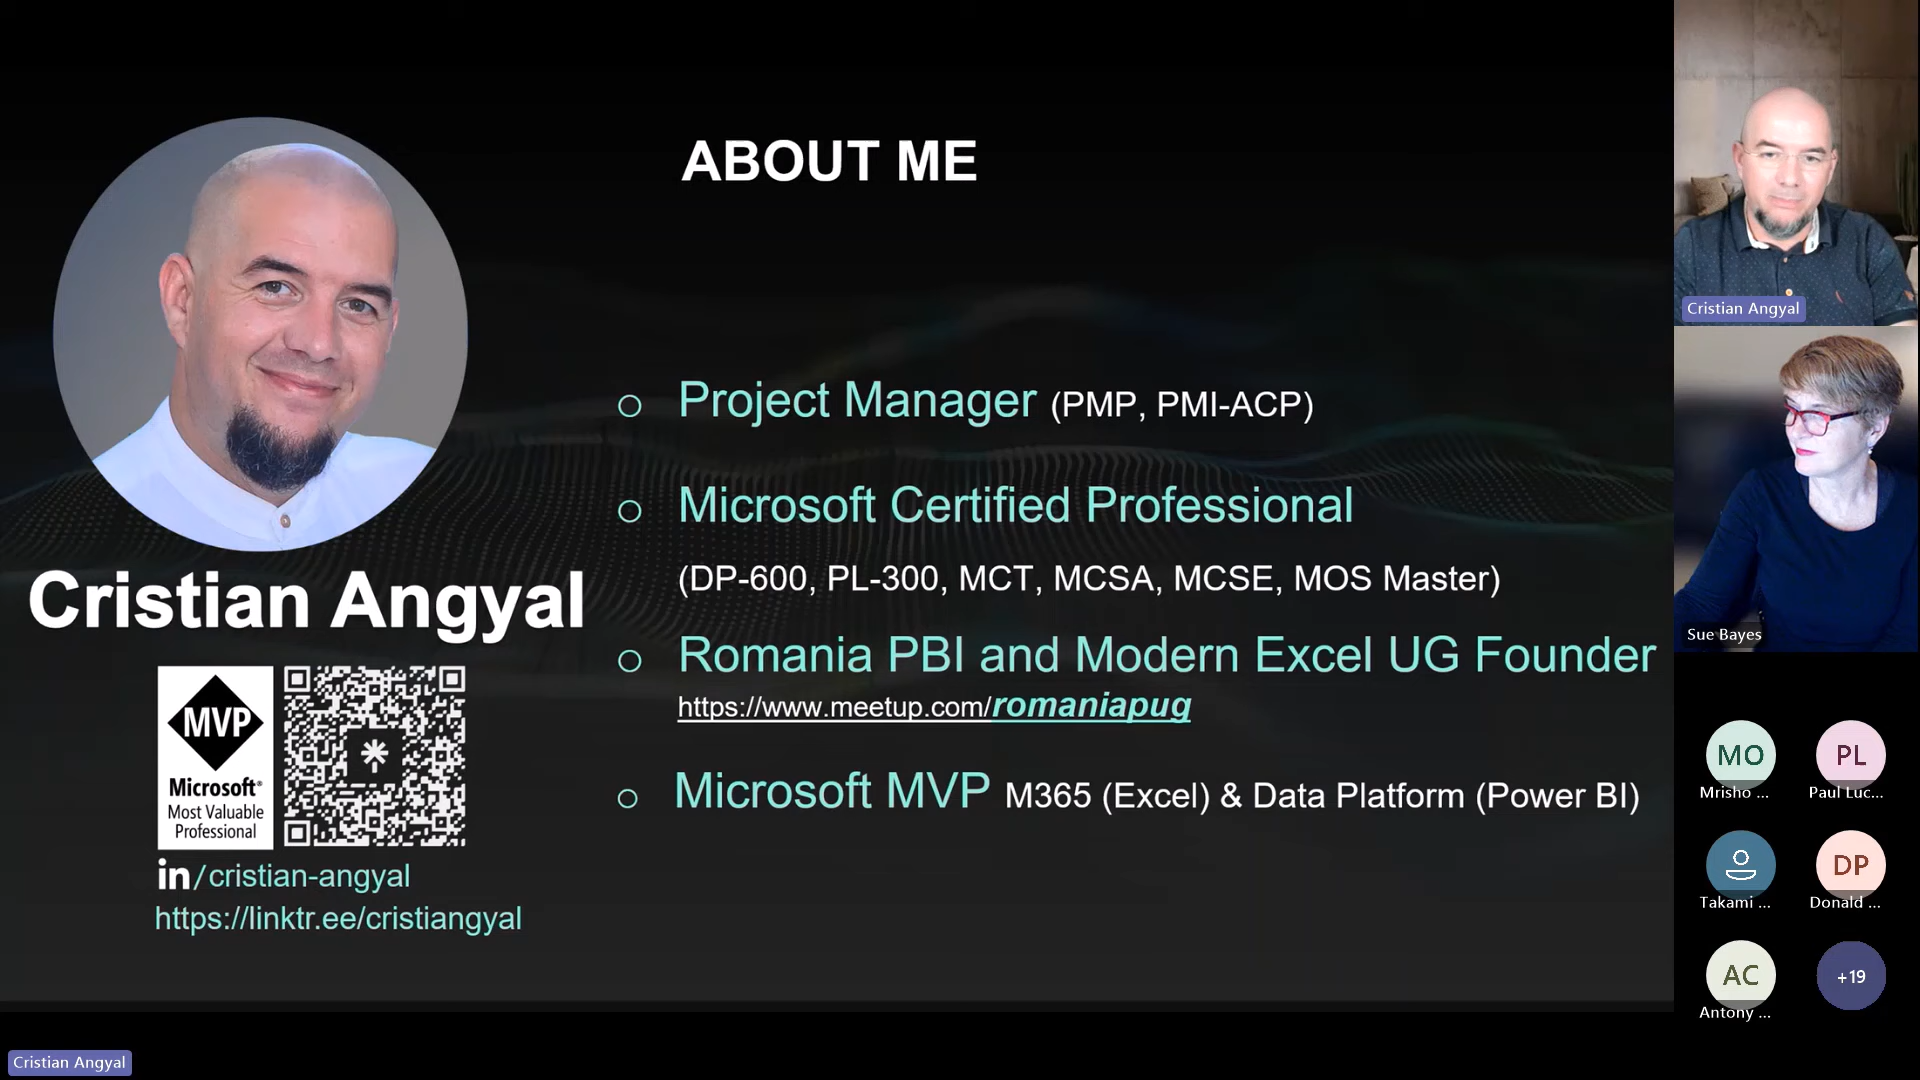 ABOUT ME
Cristian Angyal
MVP
Microsoft®
Most Valuable
Professional
in/cristian-angyal
https://linktr.ee/cristiangyal
○ Project Manager (PMP, PMI-ACP)
○ Microsoft Certified Professional
(DP-600, PL-300, MCT, MCSA, MCSE, MOS Master)
○ Romania PBI and Modern Excel UG Founder
https://www.meetup.com/romaniapug
○ Microsoft MVP M365 (Excel) & Data Platform (Power BI)
Cristian Angyal
Sue Bayes
MO
Mrisho ...
PL
Paul Luc...
Takami ...
DP
Donald ...
AC
Antony ...
+19
Cristian Angyal